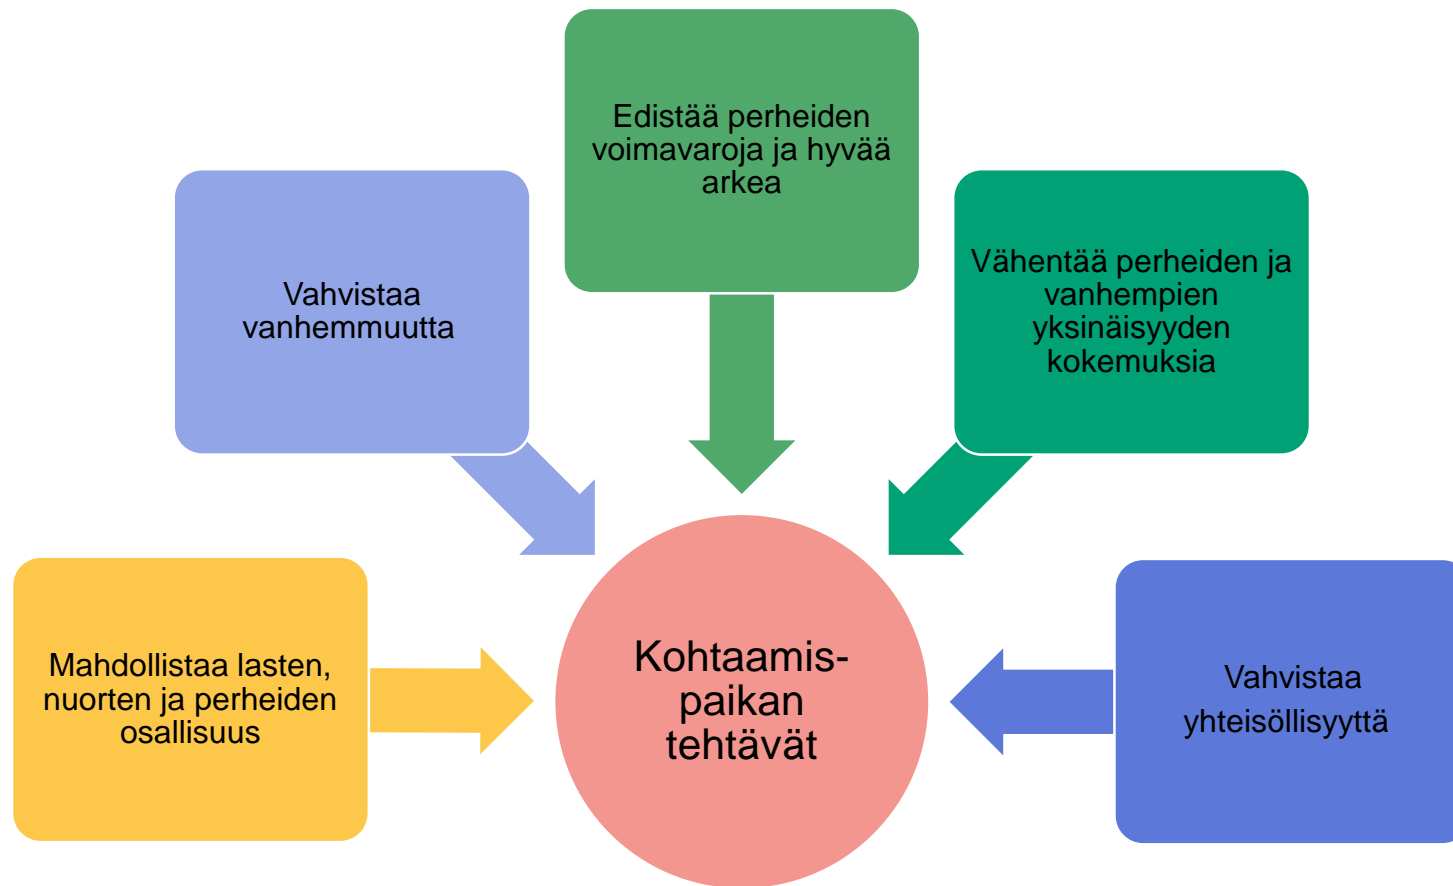 Edistää perheiden
voimavaroja ja hyvää
arkea
Vahvistaa
vanhemmuutta
Vähentää perheiden ja
vanhempien
yksinäisyyden
kokemuksia
Mahdollistaa lasten,
nuorten ja perheiden
osallisuus
Kohtaamis-
paikan
tehtävät
Vahvistaa
yhteisöllisyyttä